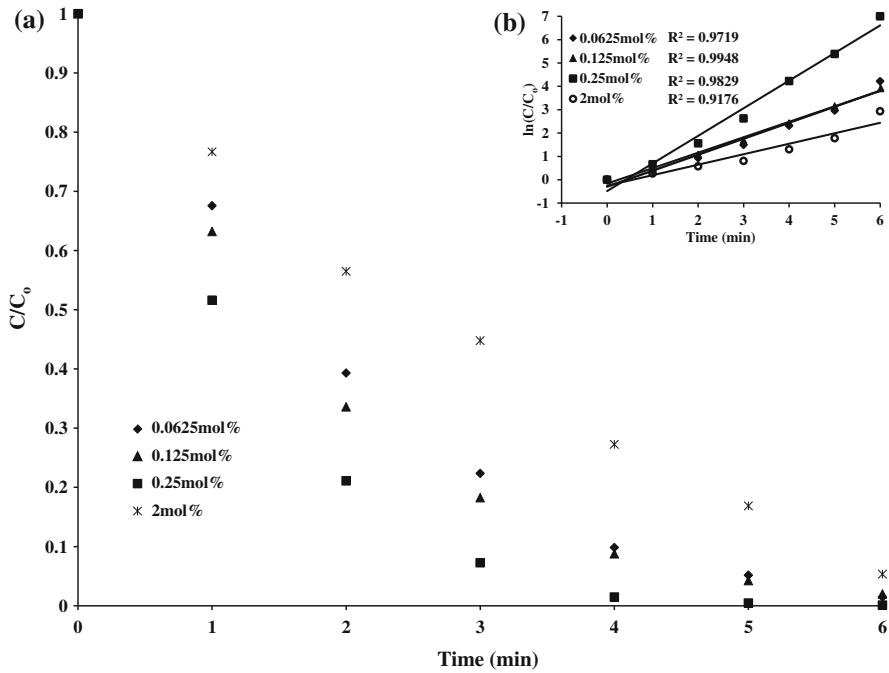 (a)
C/Co
1
0.9
0.8
0.7
0.6
0.5
0.4
0.3
0.2
0.1
0
0 1 2 3 4 5 6
Time (min)
0.0625mol%
0.125mol%
0.25mol%
2mol%
(b)
ln(C/Co)
7
6
5
4
3
2
1
0
-1
-1 0 1 2 3 4 5 6
Time (min)
0.0625mol% R² = 0.9719
0.125mol% R² = 0.9948
0.25mol% R² = 0.9829
2mol% R² = 0.9176